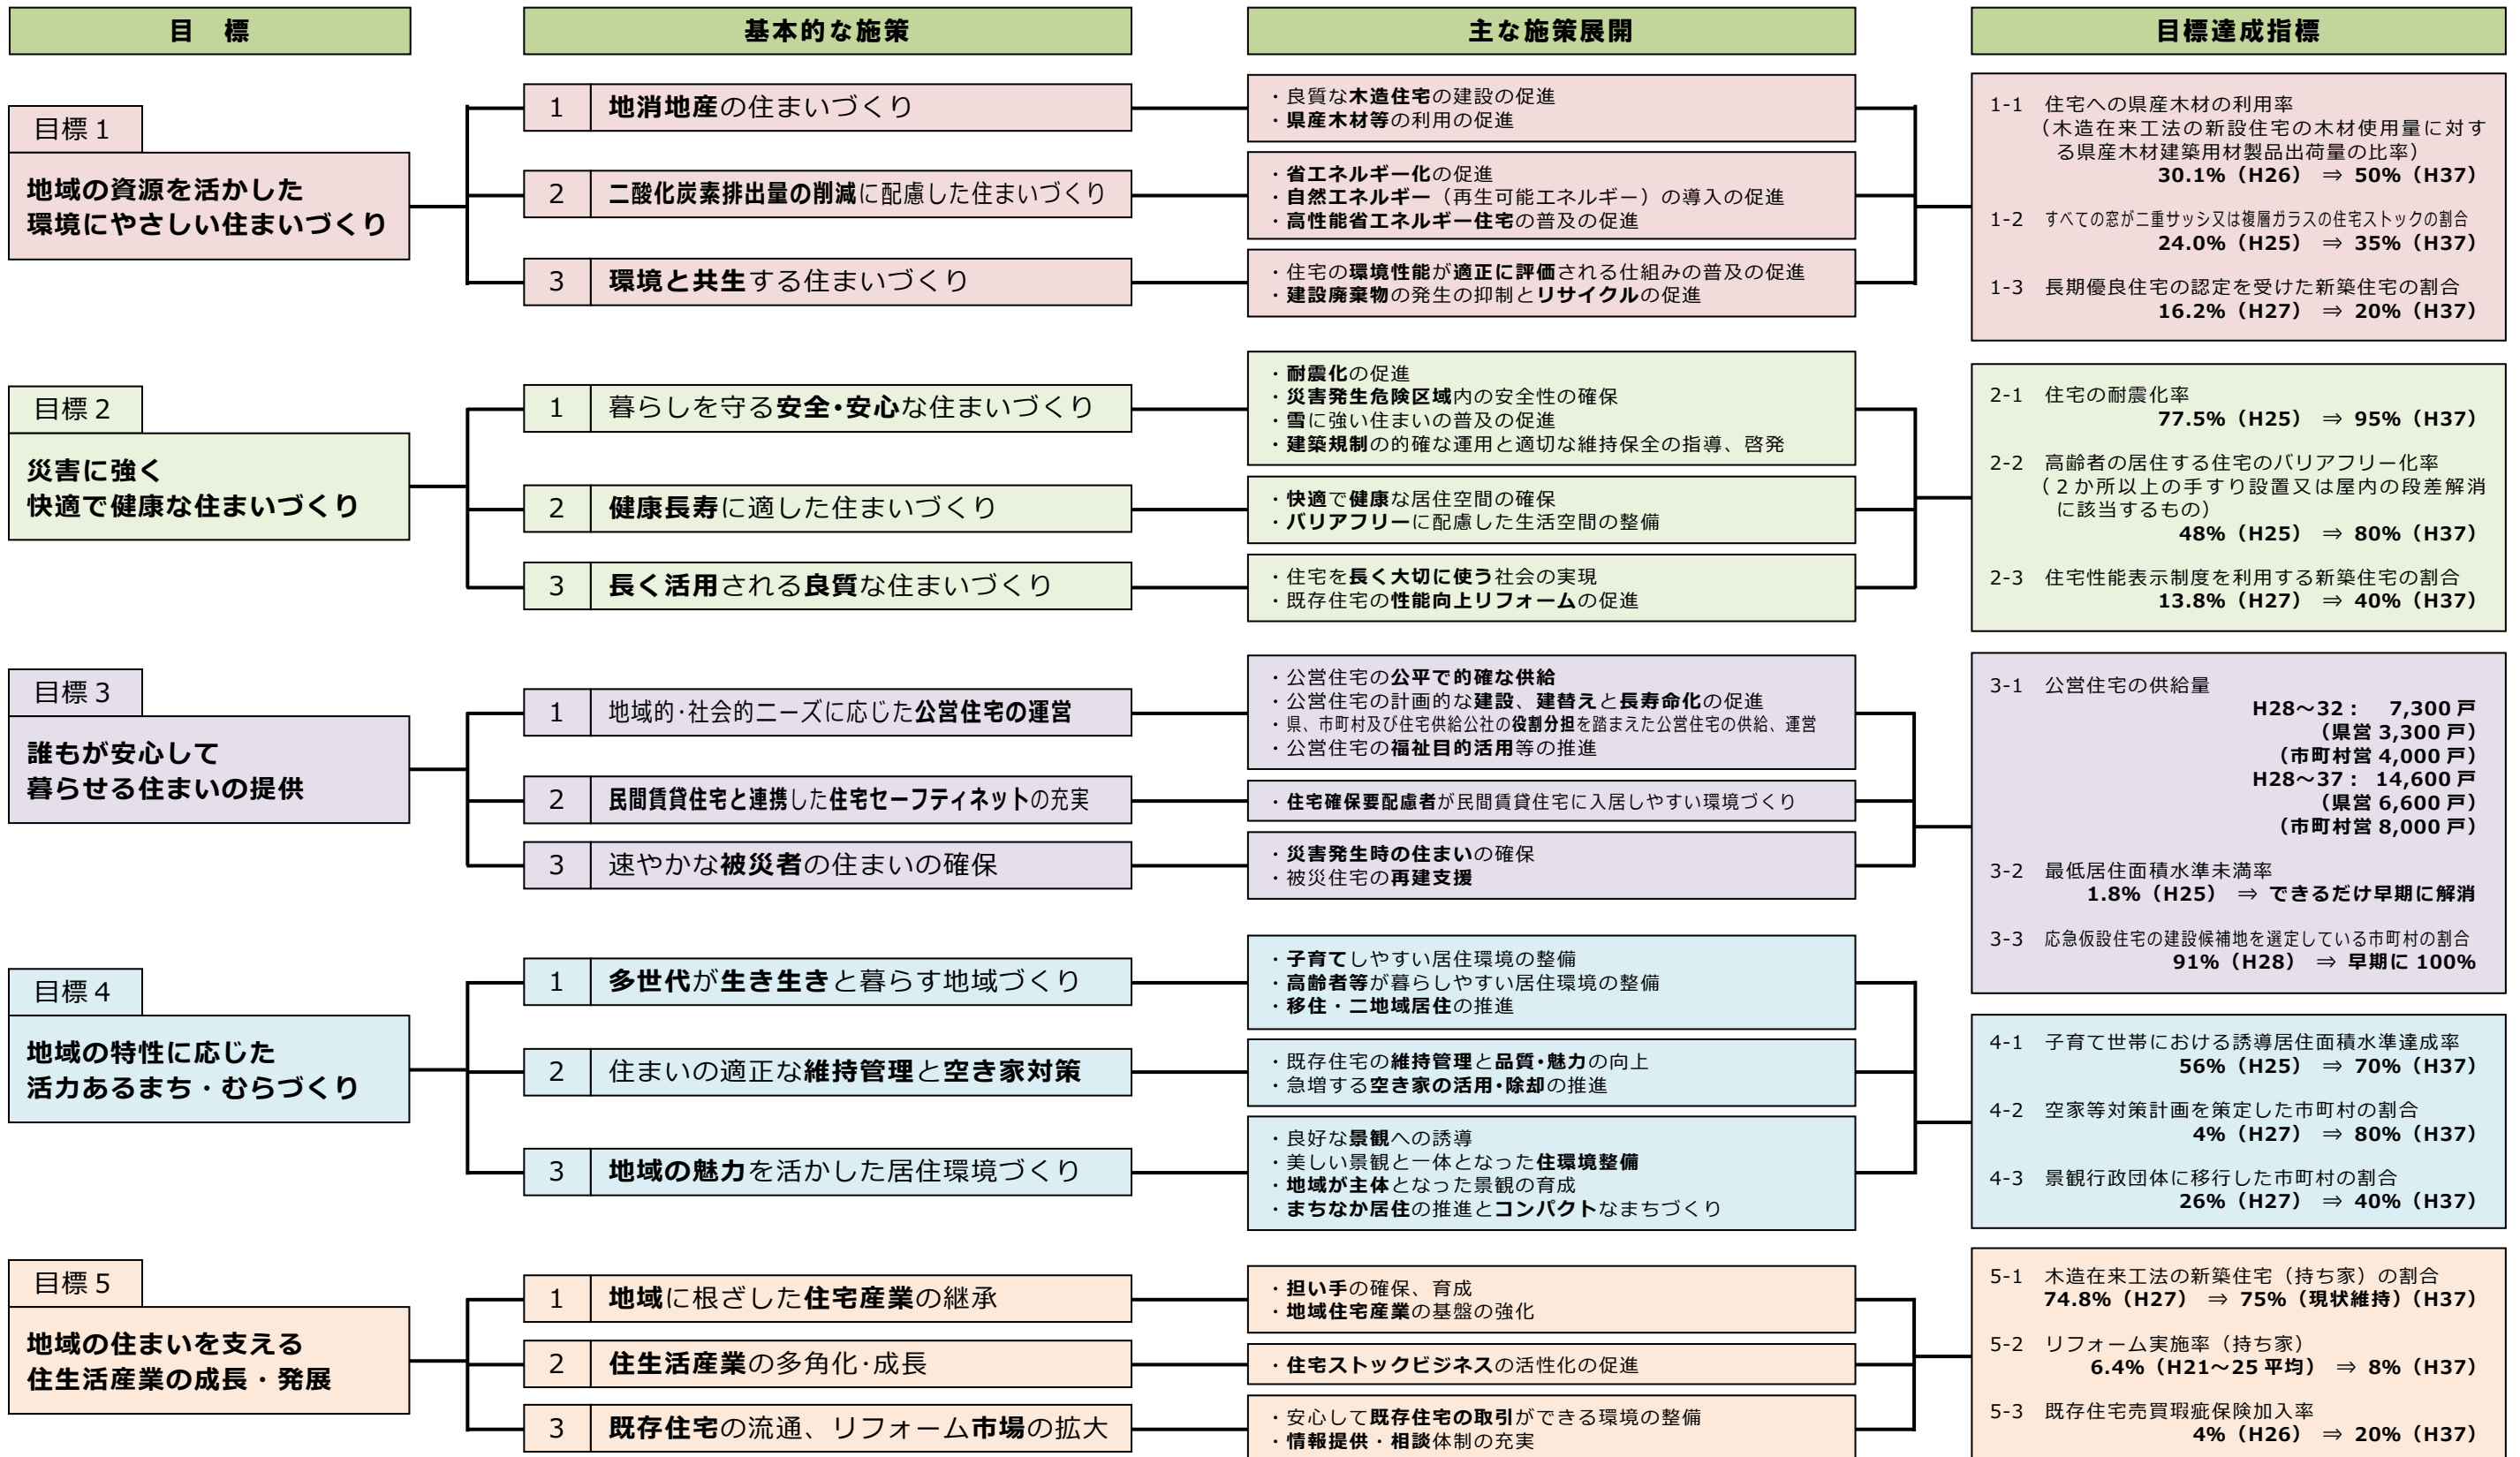 目 標
基本的な施策
主な施策展開
目標達成指標
目標１
地域の資源を活かした
環境にやさしい住まいづくり
1 地消地産の住まいづくり
・良質な木造住宅の建設の促進
・県産木材等の利用の促進
2 二酸化炭素排出量の削減に配慮した住まいづくり
・省エネルギー化の促進
・自然エネルギー（再生可能エネルギー）の導入の促進
・高性能省エネルギー住宅の普及の促進
3 環境と共生する住まいづくり
・住宅の環境性能が適正に評価される仕組みの普及の促進
・建設廃棄物の発生の抑制とリサイクルの促進
1-1 住宅への県産木材の利用率
（木造在来工法の新設住宅の木材使用量に対す
る県産木材建築用材製品出荷量の比率）
30.1%（H26） ⇒ 50%（H37）
1-2 すべての窓が二重サッシ又は複層ガラスの住宅ストックの割合
24.0%（H25） ⇒ 35%（H37）
1-3 長期優良住宅の認定を受けた新築住宅の割合
16.2%（H27） ⇒ 20%（H37）
目標２
災害に強く
快適で健康な住まいづくり
1 暮らしを守る安全・安心な住まいづくり
・耐震化の促進
・災害発生危険区域内の安全性の確保
・雪に強い住まいの普及の促進
・建築規制の的確な運用と適切な維持保全の指導、啓発
2 健康長寿に適した住まいづくり
・快適で健康な居住空間の確保
・バリアフリーに配慮した生活空間の整備
3 長く活用される良質な住まいづくり
・住宅を長く大切に使う社会の実現
・既存住宅の性能向上リフォームの促進
2-1 住宅の耐震化率
77.5%（H25） ⇒ 95%（H37）
2-2 高齢者の居住する住宅のバリアフリー化率
（２か所以上の手すり設置又は屋内の段差解消
に該当するもの）
48%（H25） ⇒ 80%（H37）
2-3 住宅性能表示制度を利用する新築住宅の割合
13.8%（H27） ⇒ 40%（H37）
目標３
誰もが安心して
暮らせる住まいの提供
1 地域的・社会的ニーズに応じた公営住宅の運営
・公営住宅の公平で的確な供給
・公営住宅の計画的な建設、建替えと長寿命化の促進
・県、市町村及び住宅供給公社の役割分担を踏まえた公営住宅の供給、運営
・公営住宅の福祉目的活用等の推進
2 民間賃貸住宅と連携した住宅セーフティネットの充実
・住宅確保要配慮者が民間賃貸住宅に入居しやすい環境づくり
3 速やかな被災者の住まいの確保
・災害発生時の住まいの確保
・被災住宅の再建支援
3-1 公営住宅の供給量
H28～32： 7,300 戸
（県営 3,300 戸）
（市町村営 4,000 戸）
H28～37： 14,600 戸
（県営 6,600 戸）
（市町村営 8,000 戸）
3-2 最低居住面積水準未満率
1.8%（H25） ⇒ できるだけ早期に解消
3-3 応急仮設住宅の建設候補地を選定している市町村の割合
91%（H28） ⇒ 早期に 100%
目標４
地域の特性に応じた
活力あるまち・むらづくり
1 多世代が生き生きと暮らす地域づくり
・子育てしやすい居住環境の整備
・高齢者等が暮らしやすい居住環境の整備
・移住・二地域居住の推進
2 住まいの適正な維持管理と空き家対策
・既存住宅の維持管理と品質・魅力の向上
・急増する空き家の活用・除却の推進
3 地域の魅力を活かした居住環境づくり
・良好な景観への誘導
・美しい景観と一体となった住環境整備
・地域が主体となった景観の育成
・まちなか居住の推進とコンパクトなまちづくり
4-1 子育て世帯における誘導居住面積水準達成率
56%（H25） ⇒ 70%（H37）
4-2 空家等対策計画を策定した市町村の割合
4%（H27） ⇒ 80%（H37）
4-3 景観行政団体に移行した市町村の割合
26%（H27） ⇒ 40%（H37）
目標５
地域の住まいを支える
住生活産業の成長・発展
1 地域に根ざした住宅産業の継承
・担い手の確保、育成
・地域住宅産業の基盤の強化
2 住生活産業の多角化・成長
・住宅ストックビジネスの活性化の促進
3 既存住宅の流通、リフォーム市場の拡大
・安心して既存住宅の取引ができる環境の整備
・情報提供・相談体制の充実
5-1 木造在来工法の新築住宅（持ち家）の割合
74.8%（H27） ⇒ 75%（現状維持）（H37）
5-2 リフォーム実施率（持ち家）
6.4%（H21～25 平均） ⇒ 8%（H37）
5-3 既存住宅売買瑕疵保険加入率
4%（H26） ⇒ 20%（H37）